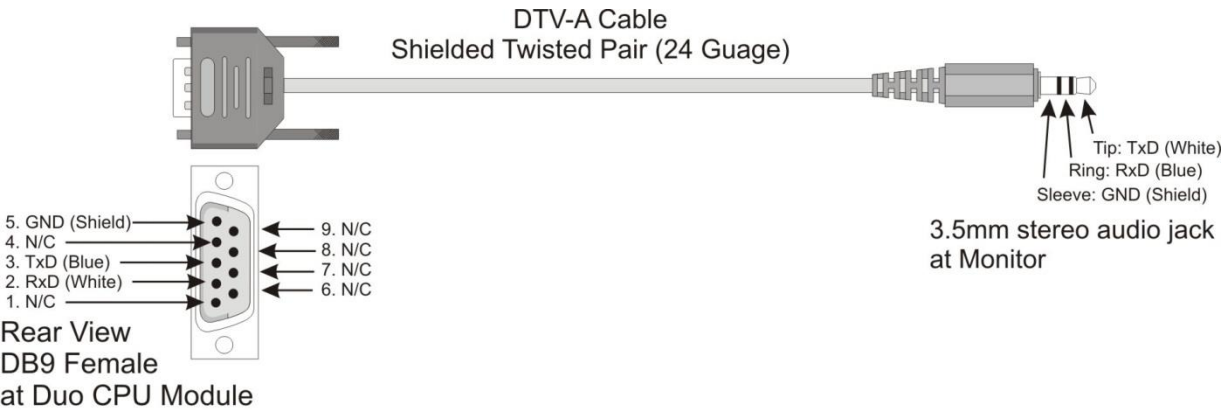 DTV-A Cable
Shielded Twisted Pair (24 Guage)
Tip: TxD (White)
Ring: RxD (Blue)
Sleeve: GND (Shield)
3.5mm stereo audio jack
at Monitor
5. GND (Shield)
4. N/C
3. TxD (Blue)
2. RxD (White)
1. N/C
9. N/C
8. N/C
7. N/C
6. N/C
Rear View
DB9 Female
at Duo CPU Module